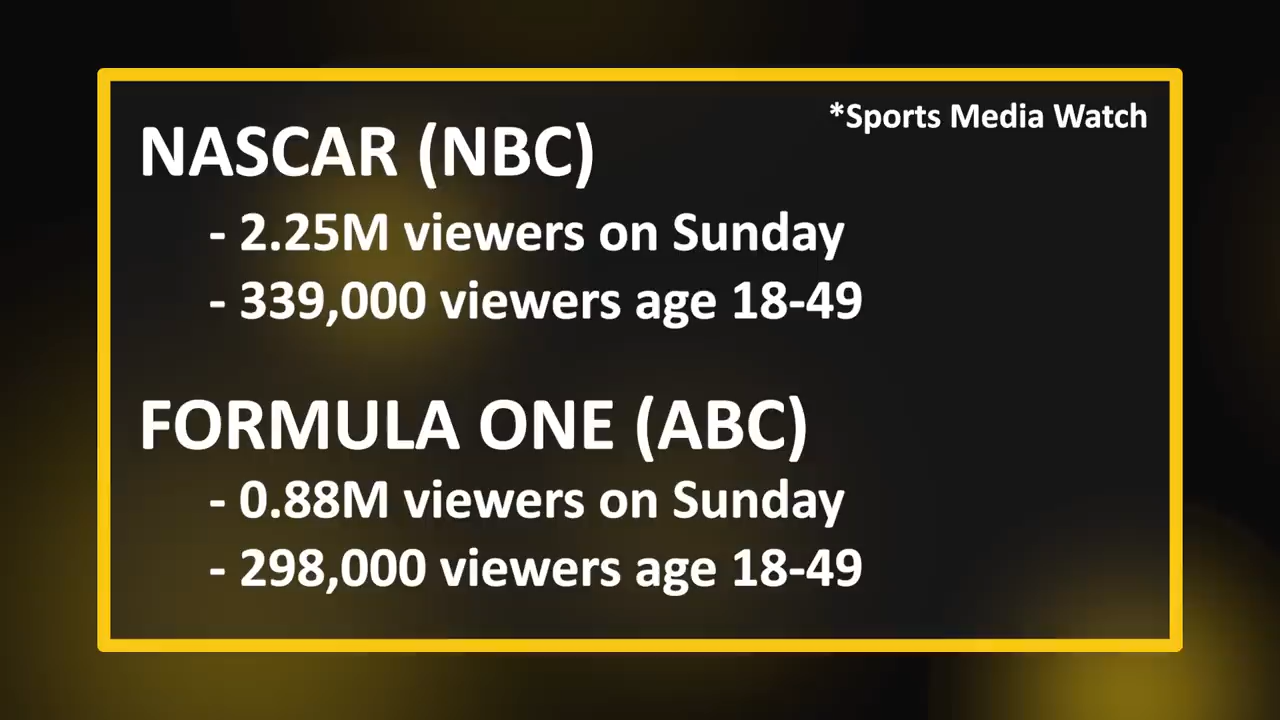 *Sports Media Watch
NASCAR (NBC)
- 2.25M viewers on Sunday
- 339,000 viewers age 18-49
FORMULA ONE (ABC)
- 0.88M viewers on Sunday
- 298,000 viewers age 18-49